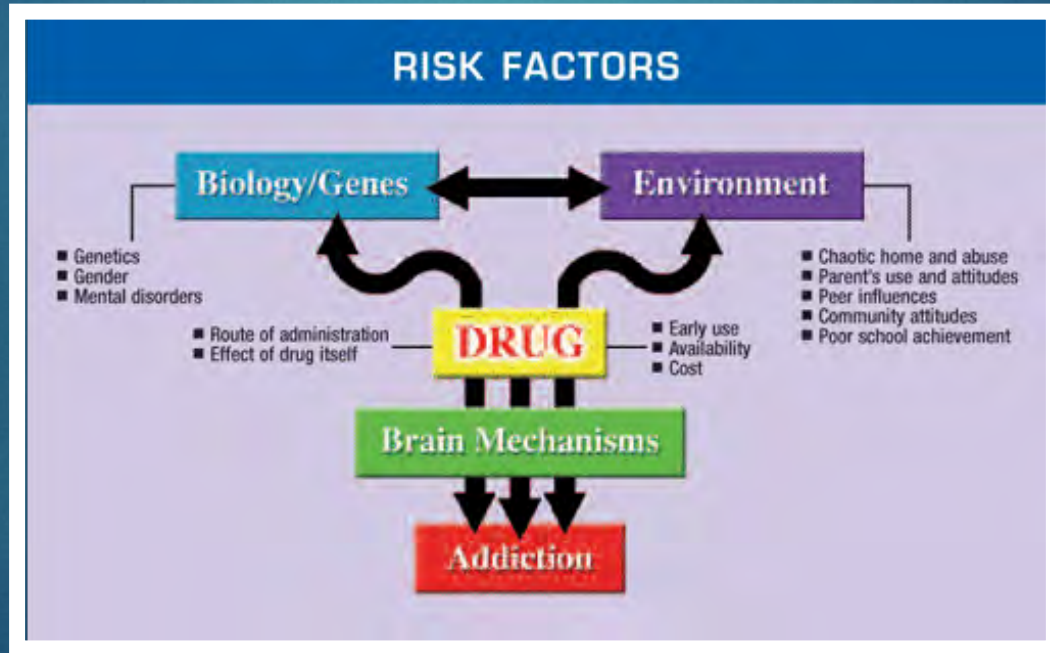 RISK FACTORS
Biology/Genes
Environment
■ Genetics
■ Gender
■ Mental disorders
■ Chaotic home and abuse
■ Parent's use and attitudes
■ Peer influences
■ Community attitudes
■ Poor school achievement
■ Route of administration
■ Effect of drug itself
DRUG
■ Early use
■ Availability
■ Cost
Brain Mechanisms
Addiction